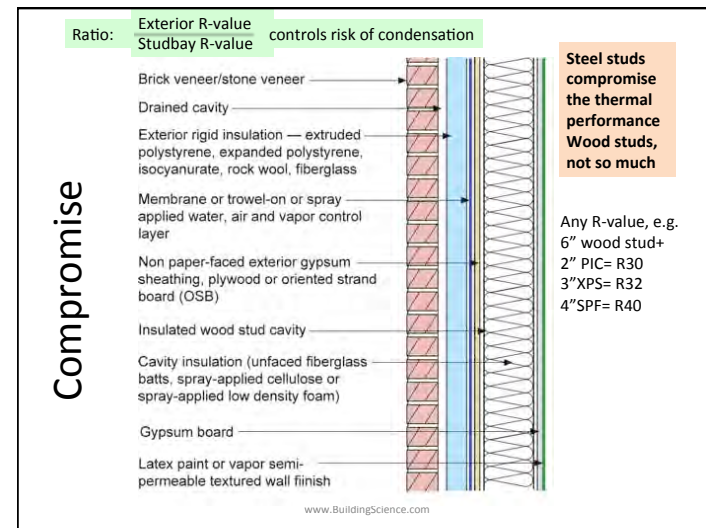 Ratio: Exterior R-value
Studbay R-value controls risk of condensation
Compromise
Brick veneer/stone veneer
Drained cavity
Exterior rigid insulation — extruded
polystyrene, expanded polystyrene,
isocyanurate, rock wool, fiberglass
Membrane or trowel-on or spray
applied water, air and vapor control
layer
Non paper-faced exterior gypsum
sheathing, plywood or oriented strand
board (OSB)
Insulated wood stud cavity
Cavity insulation (unfaced fiberglass
batts, spray-applied cellulose or
spray-applied low density foam)
Gypsum board
Latex paint or vapor semi-
permeable textured wall fiinish
Steel studs
compromise
the thermal
performance
Wood studs,
not so much
Any R-value, e.g.
6” wood stud+
2” PIC= R30
3”XPS= R32
4”SPF= R40
www.BuildingScience.com